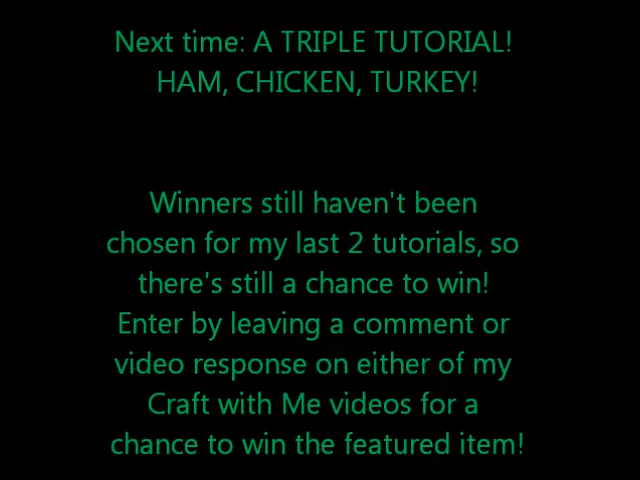 Next time: A TRIPLE TUTORIAL!
HAM, CHICKEN, TURKEY!
Winners still haven't been
chosen for my last 2 tutorials, so
there's still a chance to win!
Enter by leaving a comment or
video response on either of my
Craft with Me videos for a
chance to win the featured item!